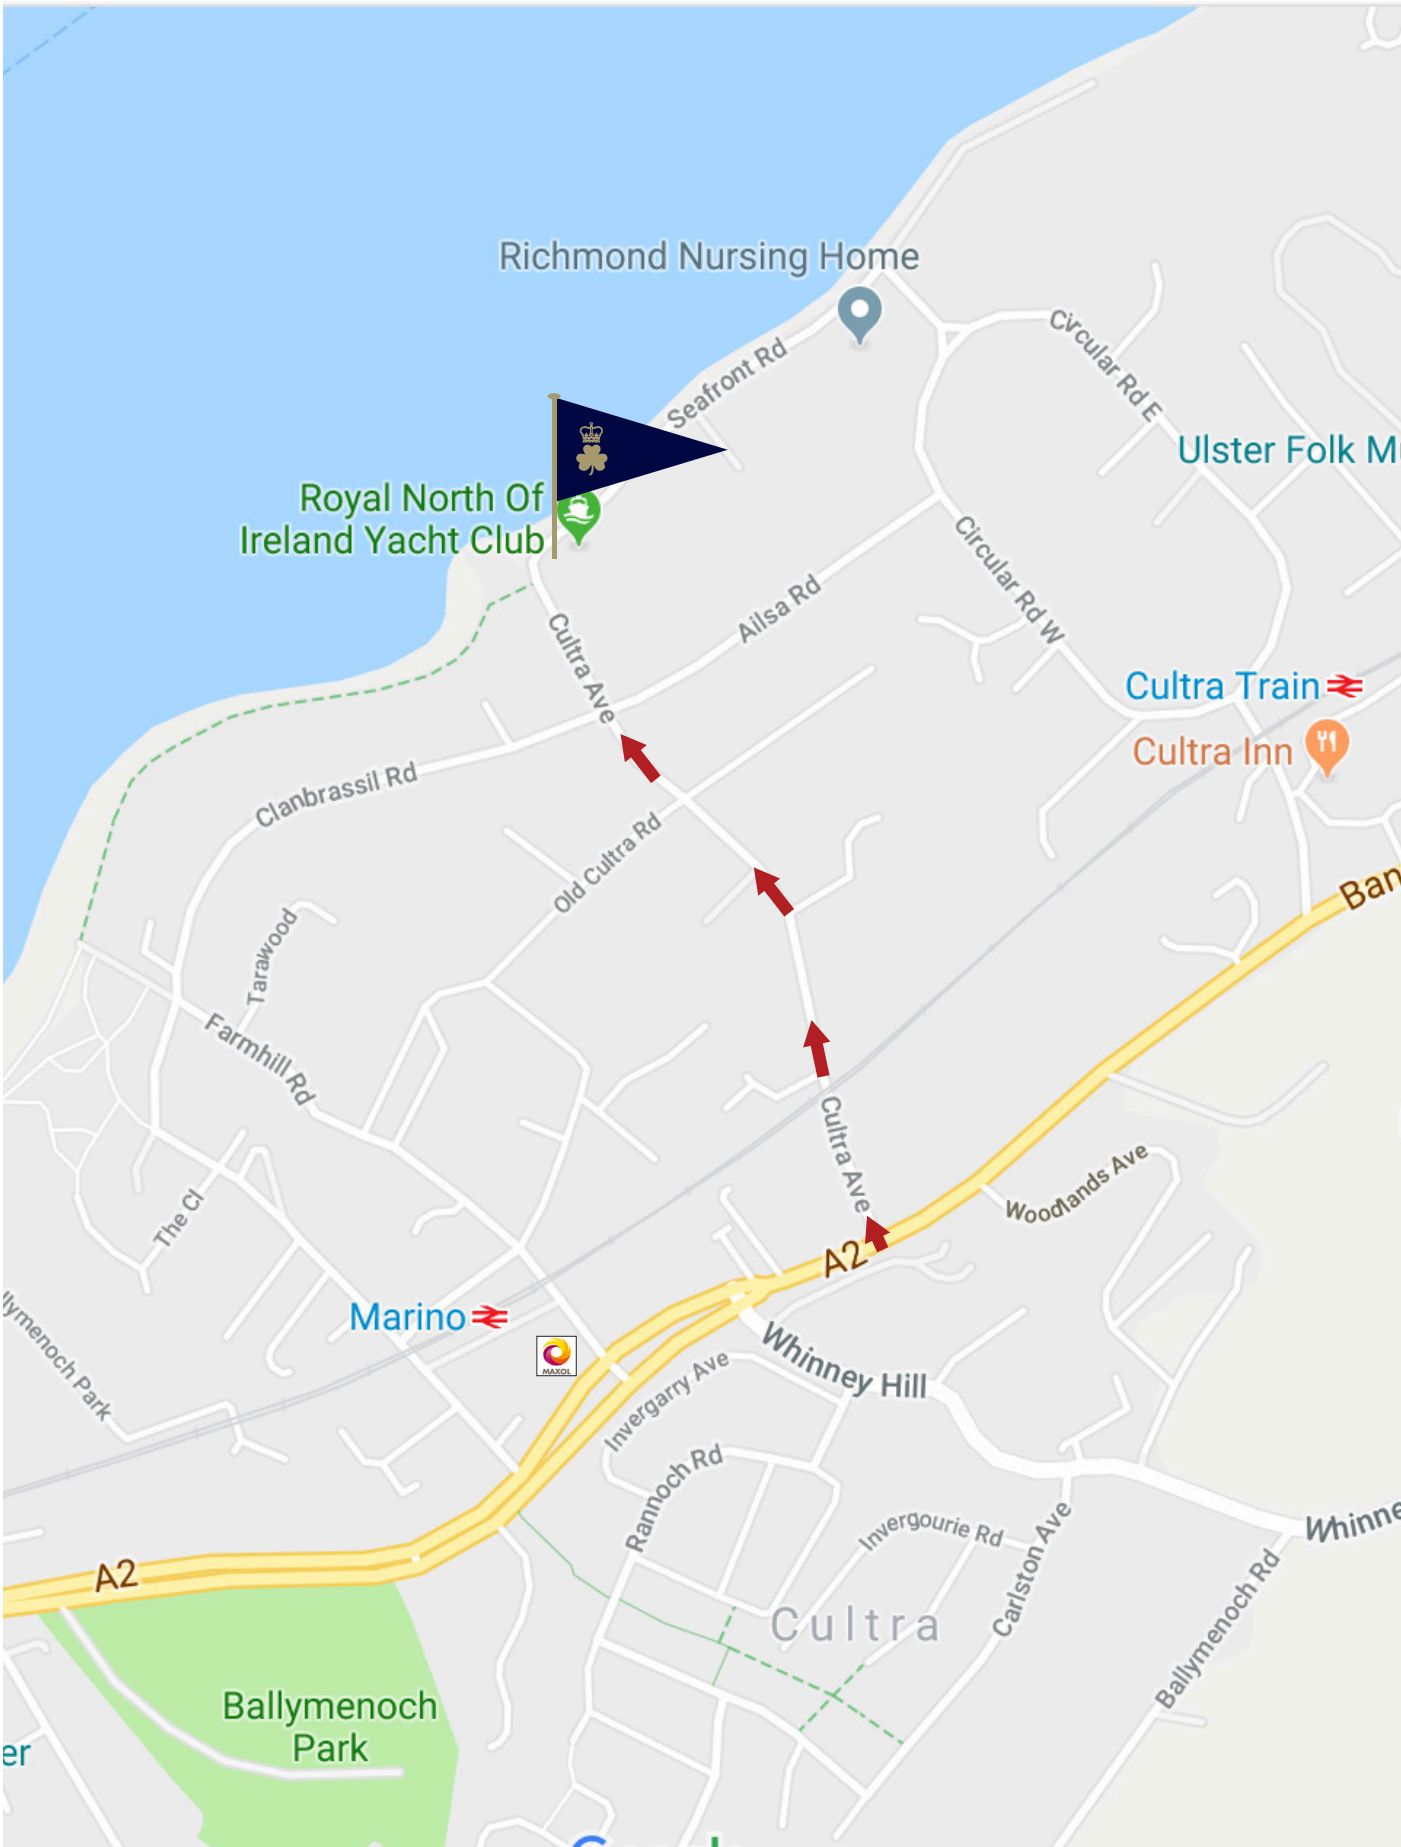 Richmond Nursing Home
Seafront Rd
Circular Rd E
Ulster Folk M
Royal North Of
Ireland Yacht Club
Circular Rd W
Cultra Ave
Ailsa Rd
Cultra Train
Cultra Inn
Clanbrassil Rd
Old Cultra Rd
Ban
Tarawood
Farmhill Rd
Cultra Ave
Woodlands Ave
The Cl
A2
Marino
MAXOL
Whinney Hill
llymenoch Park
Invergarry Ave
Rannoch Rd
Invergourie Rd
Carlston Ave
Whinne
A2
Ballymenoch Rd
Cultra
Ballymenoch
Park
er